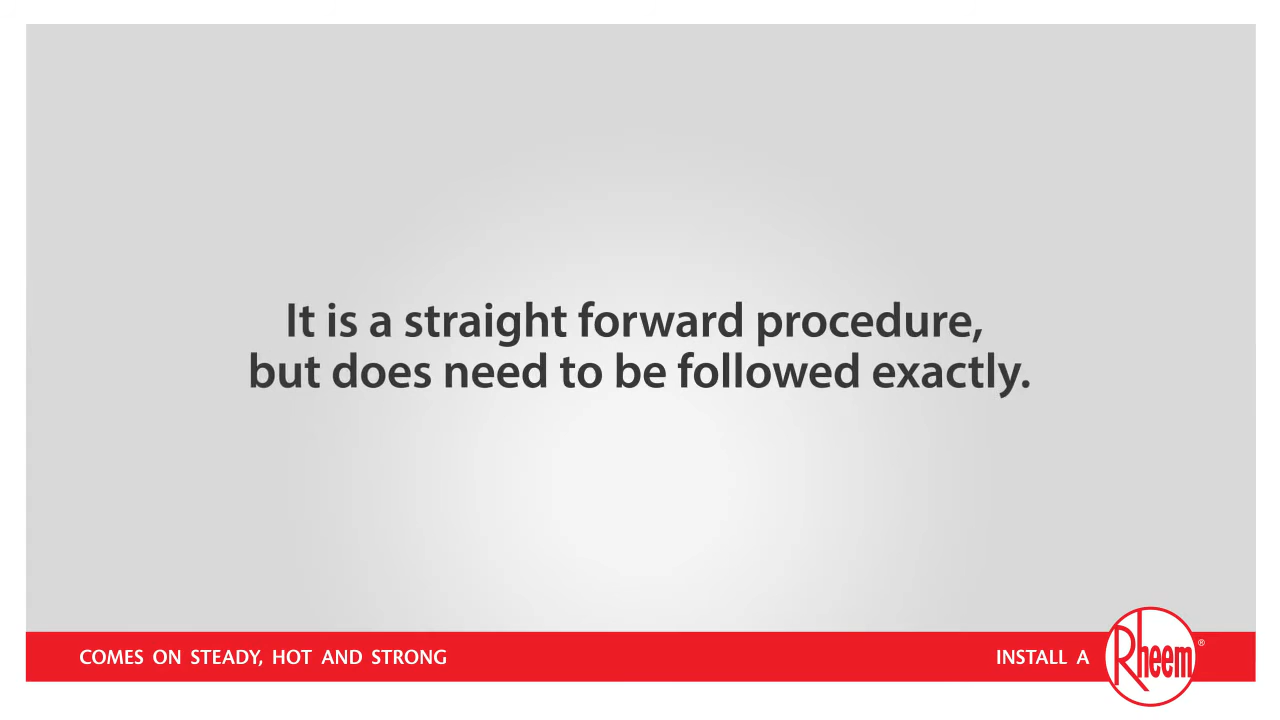 It is a straight forward procedure,
but does need to be followed exactly.
COMES ON STEADY, HOT AND STRONG
INSTALL A Rheem®